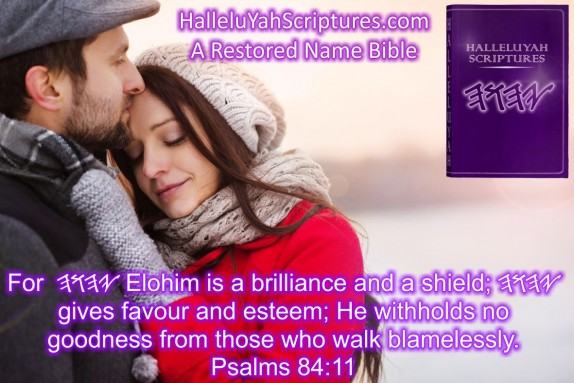 HalleluYahScriptures.com
A Restored Name Bible
HALLELUYAH
SCRIPTURES
𐤉𐤄𐤅𐤄
For 𐤉𐤄𐤅𐤄 Elohim is a brilliance and a shield; 𐤉𐤄𐤅𐤄
gives favour and esteem; He withholds no
goodness from those who walk blamelessly.
Psalms 84:11